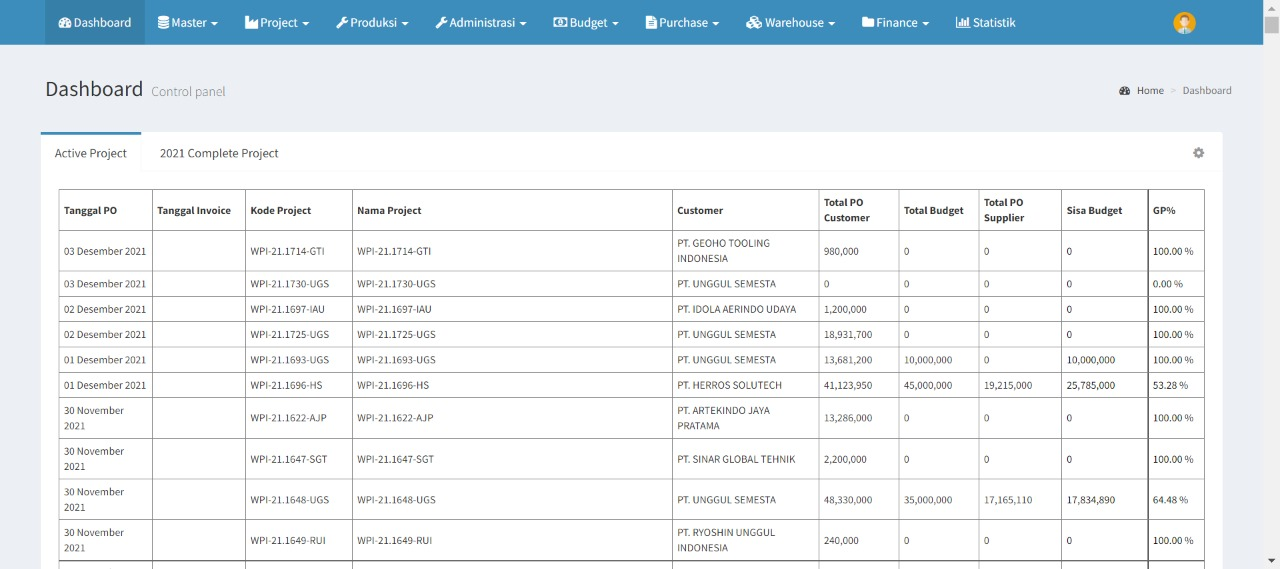 Dashboard Master Project Produksi Administrasi Budget Purchase Warehouse Finance Statistik
Dashboard Control panel
Home > Dashboard
Active Project 2021 Complete Project
Tanggal PO Tanggal Invoice Kode Project Nama Project Customer Total PO Customer Total Budget Total PO Supplier Sisa Budget GP%
03 Desember 2021 WPI-21.1714-GTI WPI-21.1714-GTI PT. GEOHO TOOLING INDONESIA 980,000 0 0 0 100.00 %
03 Desember 2021 WPI-21.1730-UGS WPI-21.1730-UGS PT. UNGGUL SEMESTA 0 0 0 0 0.00 %
02 Desember 2021 WPI-21.1697-IAU WPI-21.1697-IAU PT. IDOLA AERINDO UDAYA 1,200,000 0 0 0 100.00 %
02 Desember 2021 WPI-21.1725-UGS WPI-21.1725-UGS PT. UNGGUL SEMESTA 18,931,700 0 0 0 100.00 %
01 Desember 2021 WPI-21.1693-UGS WPI-21.1693-UGS PT. UNGGUL SEMESTA 13,681,200 10,000,000 0 10,000,000 100.00 %
01 Desember 2021 WPI-21.1696-HS WPI-21.1696-HS PT. HERROS SOLUTECH 41,123,950 45,000,000 19,215,000 25,785,000 53.28 %
30 November 2021 WPI-21.1622-AJP WPI-21.1622-AJP PT. ARTEKINDO JAYA PRATAMA 13,286,000 0 0 0 100.00 %
30 November 2021 WPI-21.1647-SGT WPI-21.1647-SGT PT. SINAR GLOBAL TEHNIK 2,200,000 0 0 0 100.00 %
30 November 2021 WPI-21.1648-UGS WPI-21.1648-UGS PT. UNGGUL SEMESTA 48,330,000 35,000,000 17,165,110 17,834,890 64.48 %
30 November 2021 WPI-21.1649-RUI WPI-21.1649-RUI PT. RYOSHIN UNGGUL INDONESIA 240,000 0 0 0 100.00 %